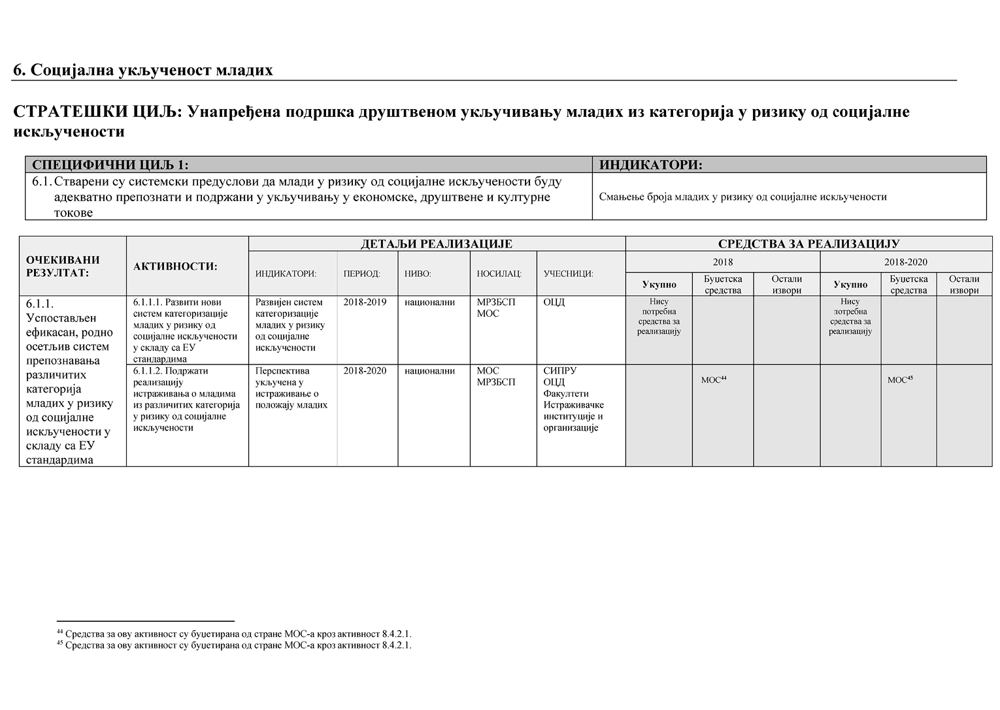 6. Социјална укљученост младих
СТРАТЕШКИ ЦИЉ: Унапређена подршка друштвеном укључивању младих из категорија у ризику од социјалне
искључености
СПЕЦИФИЧНИ ЦИЉ 1:
ИНДИКАТОРИ:
6.1. Стварени су системски предуслови да млади у ризику од социјалне искључености буду
адекватно препознати и подржани у укључивању у економске, друштвене и културне
токове
Смањење броја младих у ризику од социјалне искључености
ОЧЕКИВАНИ
РЕЗУЛТАТ:
АКТИВНОСТИ:
ДЕТАЉИ РЕАЛИЗАЦИЈЕ
СРЕДСТВА ЗА РЕАЛИЗАЦИЈУ
ИНДИКАТОРИ:
ПЕРИОД:
НИВО:
НОСИЛАЦ:
УЧЕСНИЦИ:
2018
2018-2020
Укупно
Буџетска
средства
Остали
извори
Укупно
Буџетска
средства
Остали
извори
6.1.1.
Успостављен
ефикасан, родно
осетљив систем
препознавања
различитих
категорија
младих у ризику
од социјалне
искључености у
складу са ЕУ
стандардима
6.1.1.1. Развити нови
систем категоризације
младих у ризику од
социјалне искључености
у складу са ЕУ
стандардима
Развијен систем
категоризације
младих у ризику
од социјалне
искључености
2018-2019
национални
МРЗБСП
МОС
ОЦД
Нису
потребна
средства за
реализацију
Нису
потребна
средства за
реализацију
6.1.1.2. Подржати
реализацију
истраживања о младима
из различитих категорија
у ризику од социјалне
искључености
Перспектива
укључена у
истраживање о
положају младих
2018-2020
национални
МОС
МРЗБСП
СИПРУ
ОЦД
Факултети
Истраживачке
институције и
организације
МОС⁴⁴
МОС⁴⁵
⁴⁴ Средства за ову активност су буџетирана од стране МОС-а кроз активност 8.4.2.1.
⁴⁵ Средства за ову активност су буџетирана од стране МОС-а кроз активност 8.4.2.1.